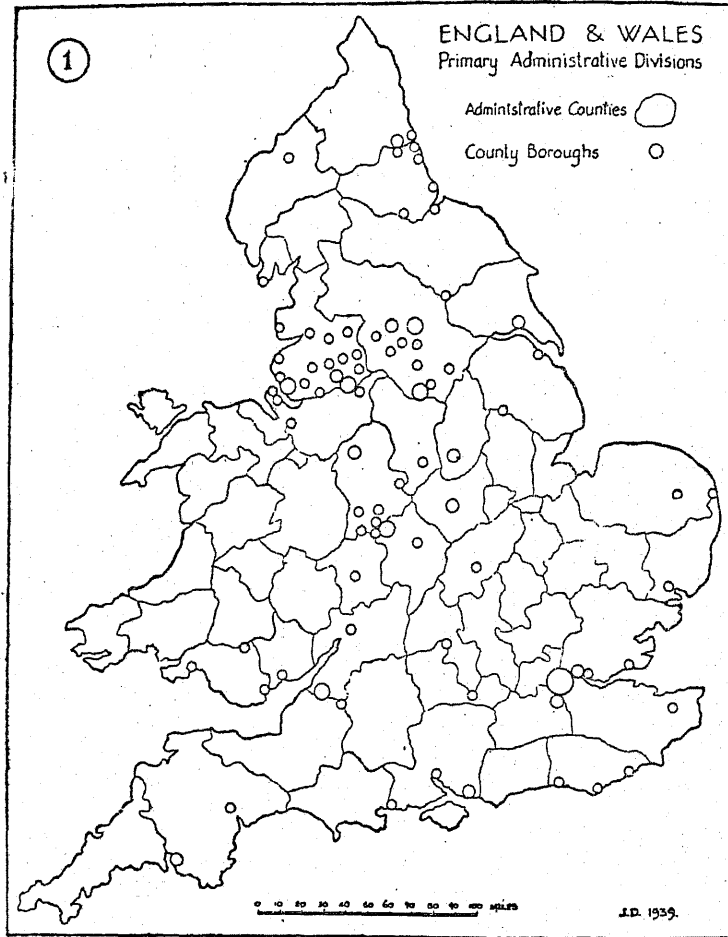 1
ENGLAND & WALES
Primary Administrative Divisions
Administrative Counties
County Boroughs
0 10 20 30 40 50 60 70 80 90 100 miles
J.D. 1939.